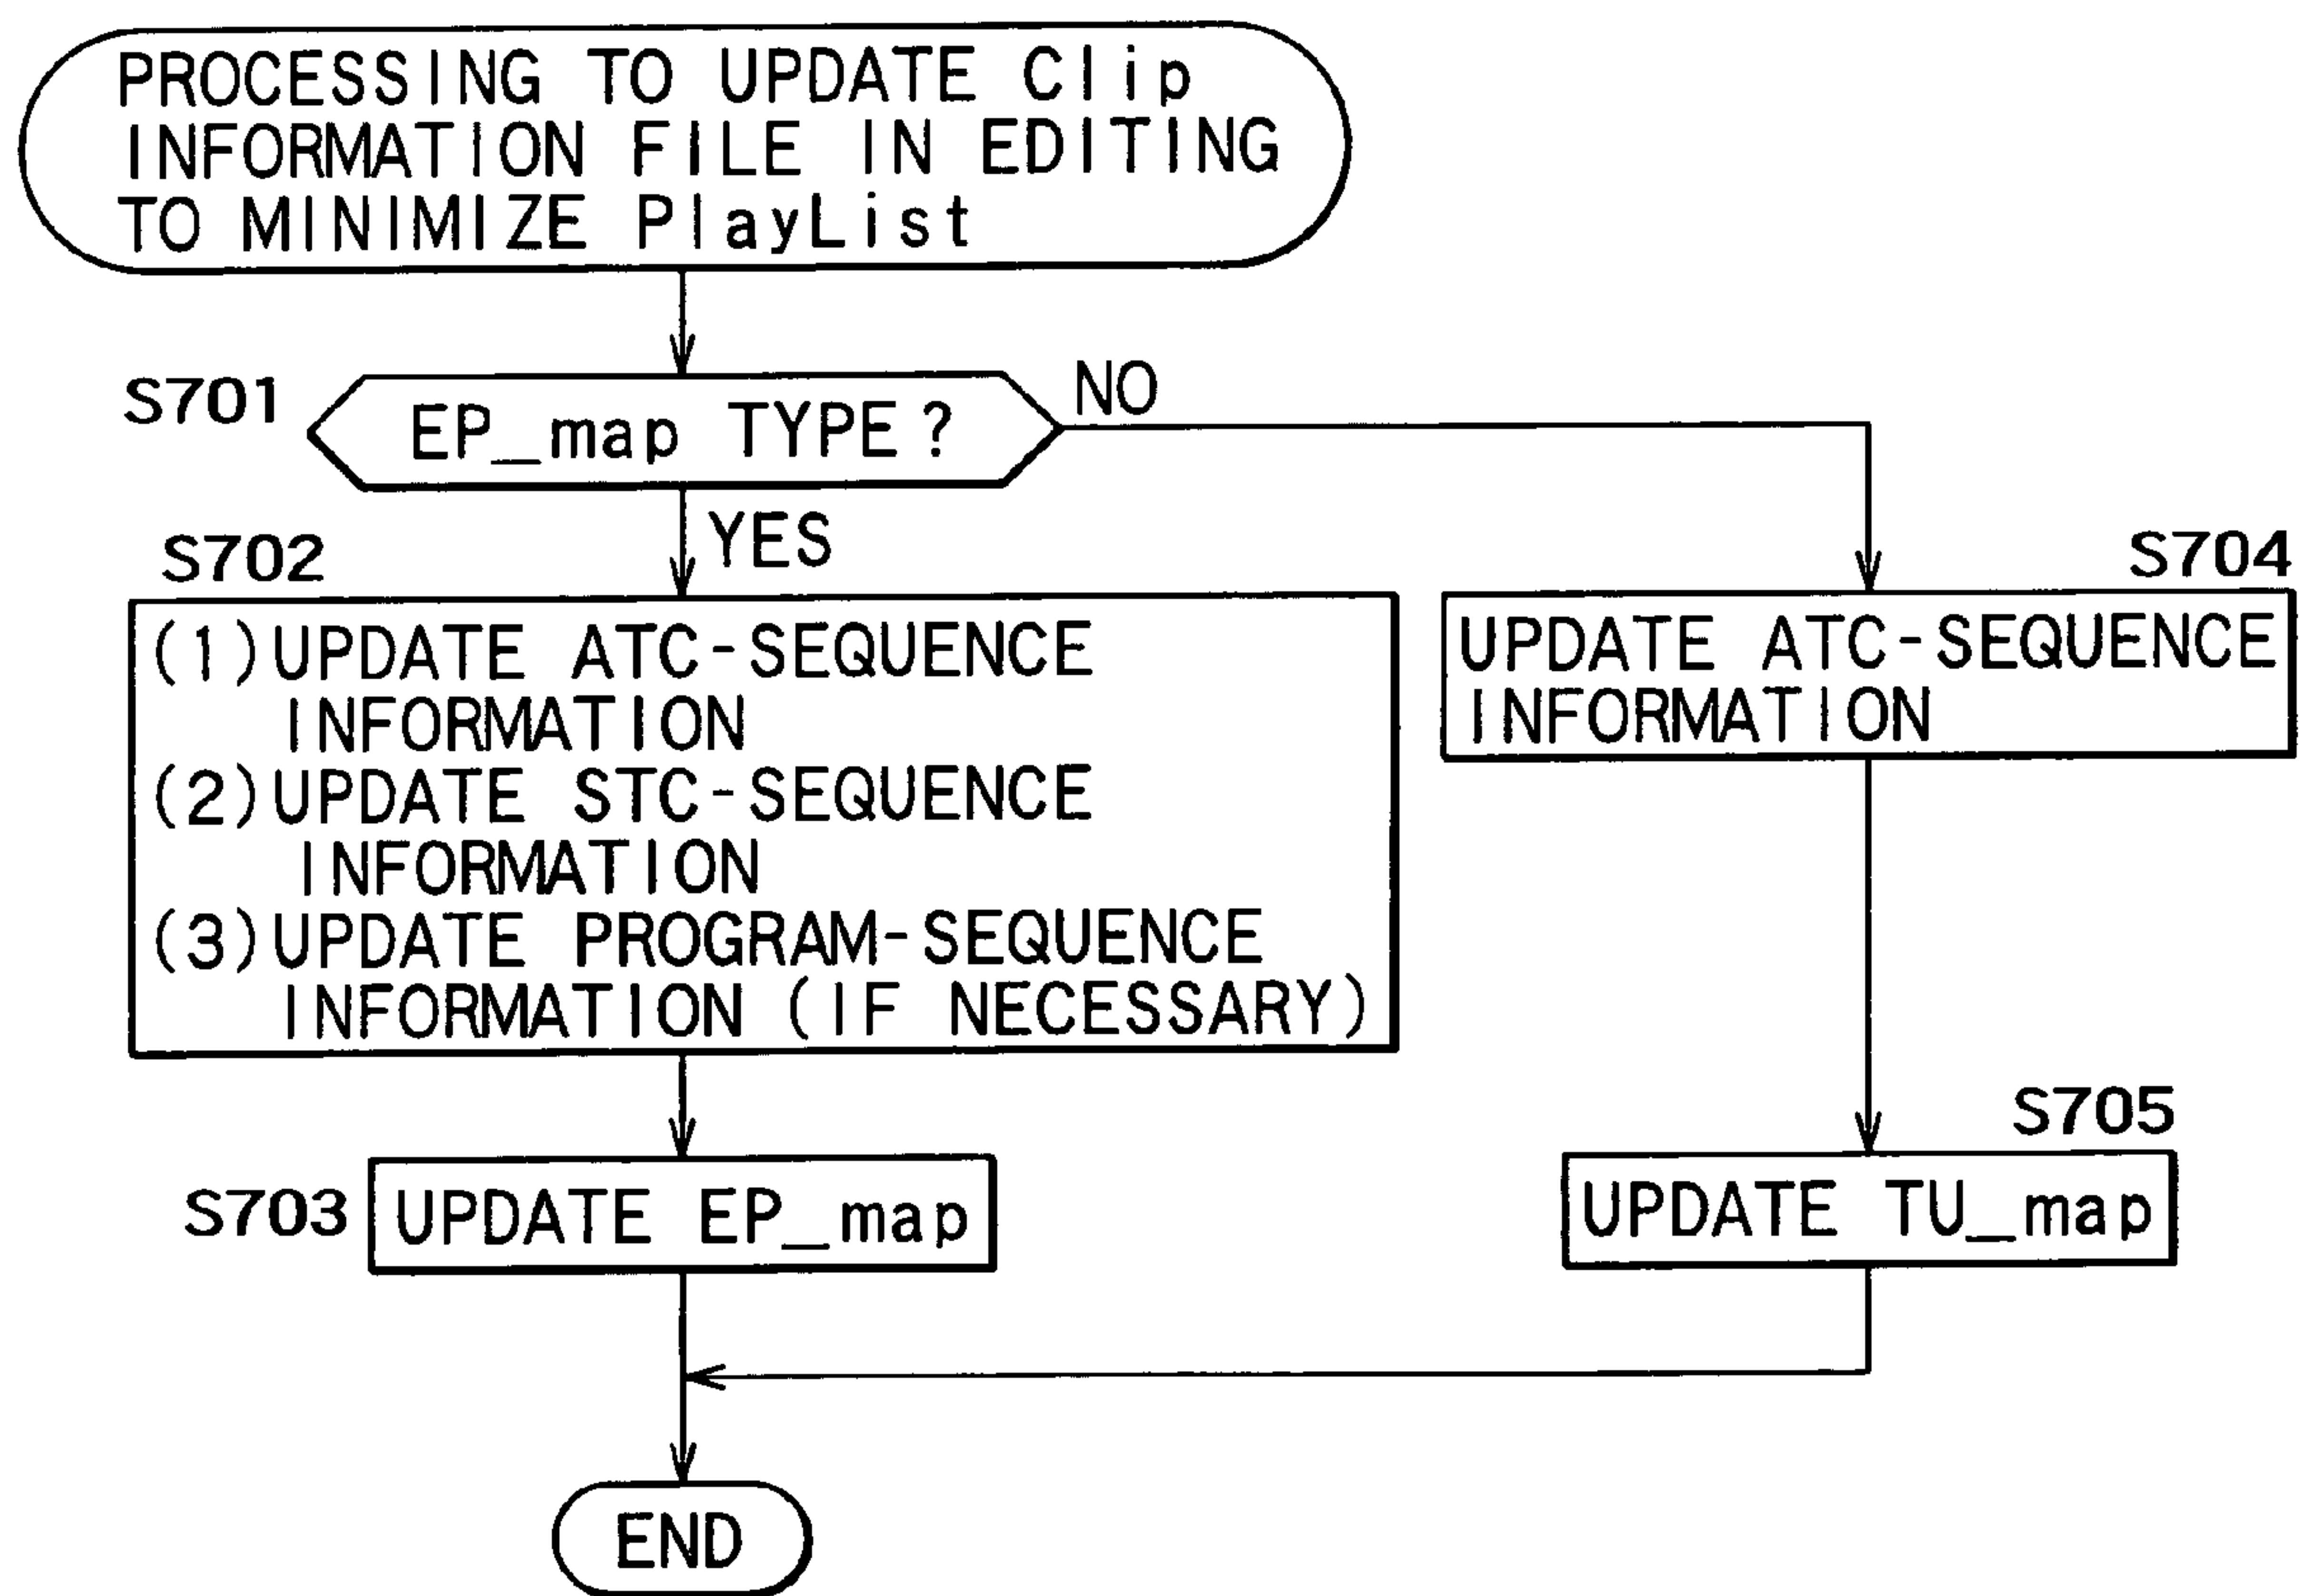 PROCESSING TO UPDATE Clip
INFORMATION FILE IN EDITING
TO MINIMIZE PlayList
S701
EP_map TYPE?
NO
YES
S702
(1)UPDATE ATC-SEQUENCE
INFORMATION
(2)UPDATE STC-SEQUENCE
INFORMATION
(3)UPDATE PROGRAM-SEQUENCE
INFORMATION (IF NECESSARY)
S704
UPDATE ATC-SEQUENCE
INFORMATION
S703
UPDATE EP_map
S705
UPDATE TU_map
END